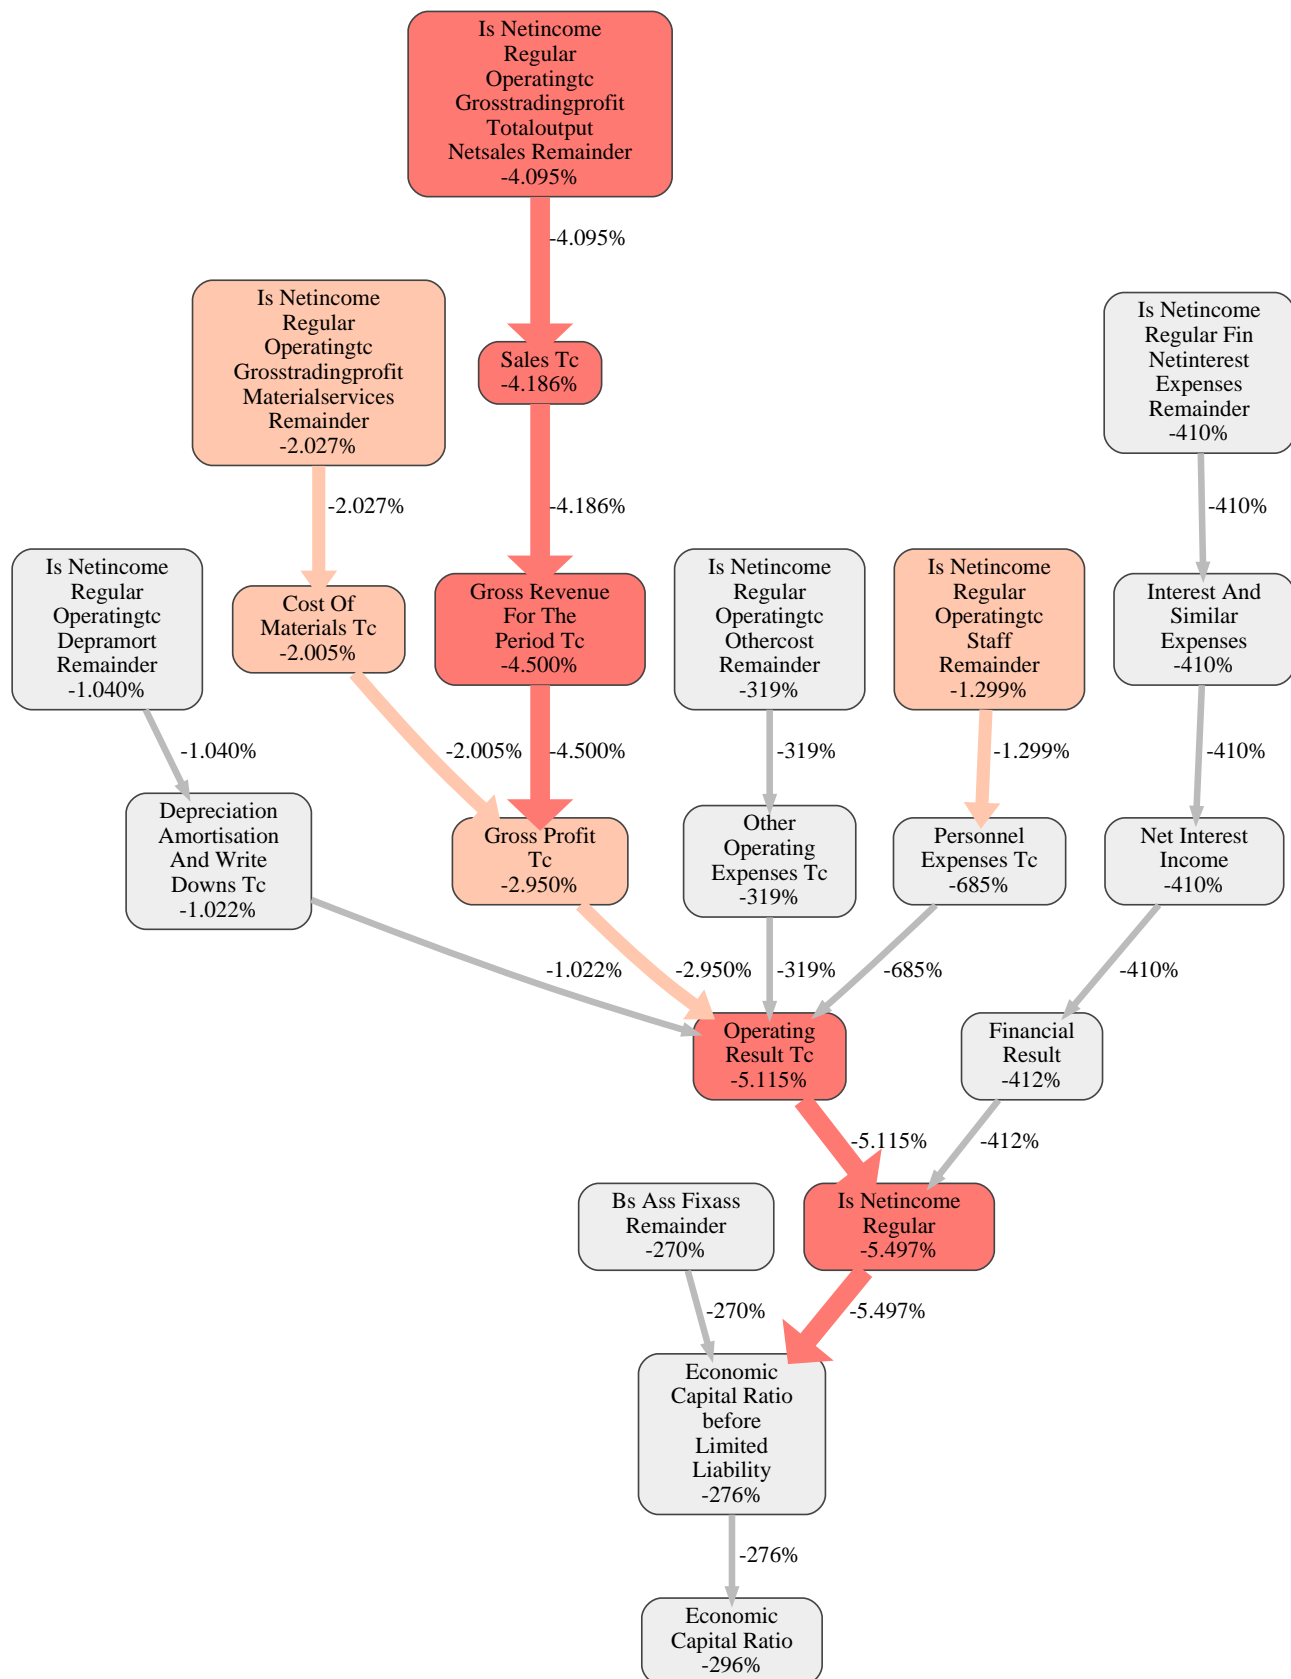 Is Netincome
Regular
Operatingtc
Grosstradingprofit
Totaloutput
Netsales Remainder
-4.095%
-4.095%
Is Netincome
Regular
Operatingtc
Grosstradingprofit
Materialservices
Remainder
-2.027%
Sales Tc
-4.186%
Is Netincome
Regular Fin
Netinterest
Expenses
Remainder
-410%
-2.027%
-4.186%
-410%
Is Netincome
Regular
Operatingtc
Depramort
Remainder
-1.040%
Cost Of
Materials Tc
-2.005%
Gross Revenue
For The
Period Tc
-4.500%
Is Netincome
Regular
Operatingtc
Othercost
Remainder
-319%
Is Netincome
Regular
Operatingtc
Staff
Remainder
-1.299%
Interest And
Similar
Expenses
-410%
-1.040%
-2.005%
-4.500%
-319%
-1.299%
-410%
Depreciation
Amortisation
And Write
Downs Tc
-1.022%
Gross Profit
Tc
-2.950%
Other
Operating
Expenses Tc
-319%
Personnel
Expenses Tc
-685%
Net Interest
Income
-410%
-1.022%
-2.950%
-319%
-685%
-410%
Operating
Result Tc
-5.115%
Financial
Result
-412%
-5.115%
-412%
Bs Ass Fixass
Remainder
-270%
Is Netincome
Regular
-5.497%
-270%
-5.497%
Economic
Capital Ratio
before
Limited
Liability
-276%
-276%
Economic
Capital Ratio
-296%